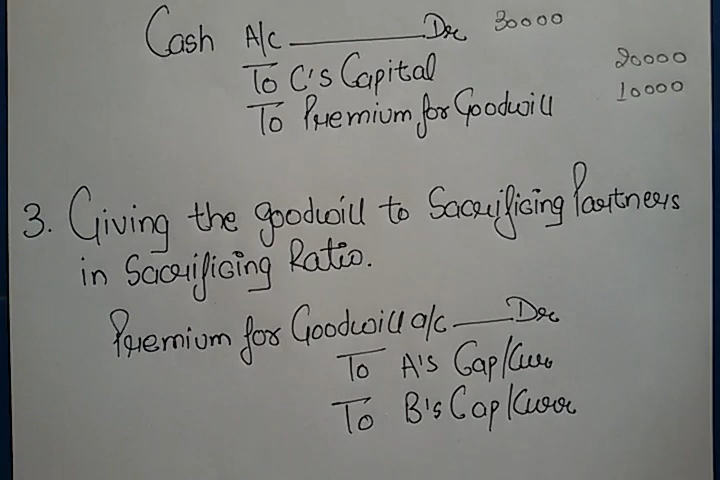 Cash A/c ———— Dr 30000
To C's Capital 20000
To Premium for Goodwill 10000
3. Giving the goodwill to Sacrificing Partners
in Sacrificing Ratio.
Premium for Goodwill a/c —— Dr
To A's Cap/Curr
To B's Cap/Curr